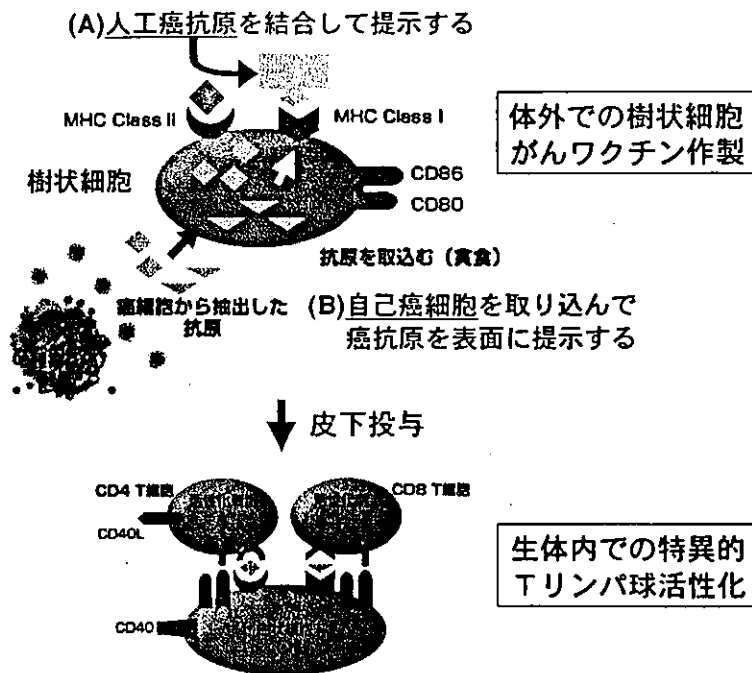 (A)人工癌抗原を結合して提示する
MHC Class II
MHC Class I
体外での樹状細胞
がんワクチン作製
樹状細胞
CD86
CD80
抗原を取込む（貪食）
癌細胞から抽出した
抗原
(B)自己癌細胞を取り込んで
癌抗原を表面に提示する
皮下投与
CD4 T細胞
CD8 T細胞
CD40L
生体内での特異的
Tリンパ球活性化
CD40